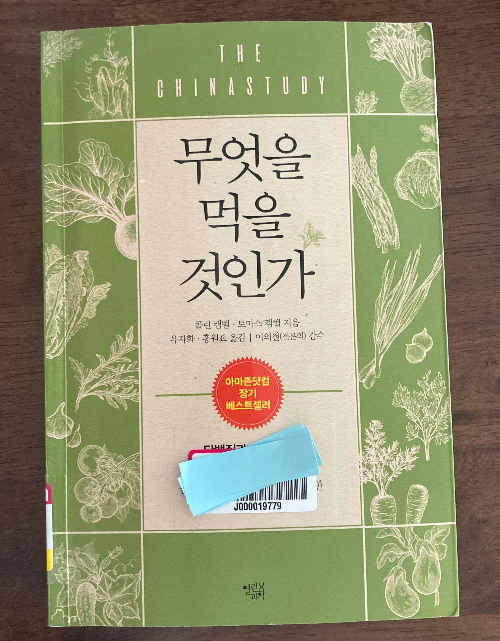 THE
CHINASTUDY
무엇을
먹을
것인가
콜린 캠벨 · 토마스 캠벨 지음
유자화 · 홍원표 옮김 | 이의철(전문의) 감수
아마존닷컴
장기
베스트셀러
J000019779
열린
과학